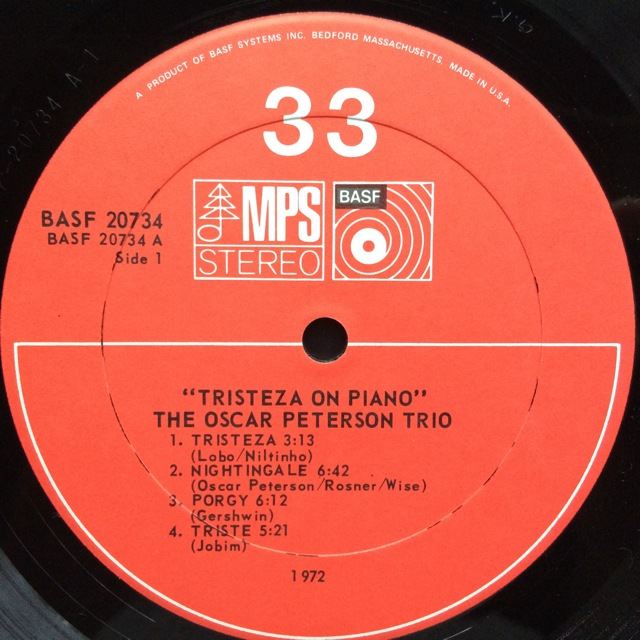 A PRODUCT OF BASF SYSTEMS INC. BEDFORD MASSACHUSETTS. MADE IN U.S.A.
33
MPS
STEREO
BASF
BASF 20734
BASF 20734 A
Side 1
"TRISTEZA ON PIANO"
THE OSCAR PETERSON TRIO
1. TRISTEZA 3:13
(Lobo/Niltinho)
2. NIGHTINGALE 6:42
(Oscar Peterson/Rosner/Wise)
3. PORGY 6:12
(Gershwin)
4. TRISTE 5:21
(Jobim)
1972